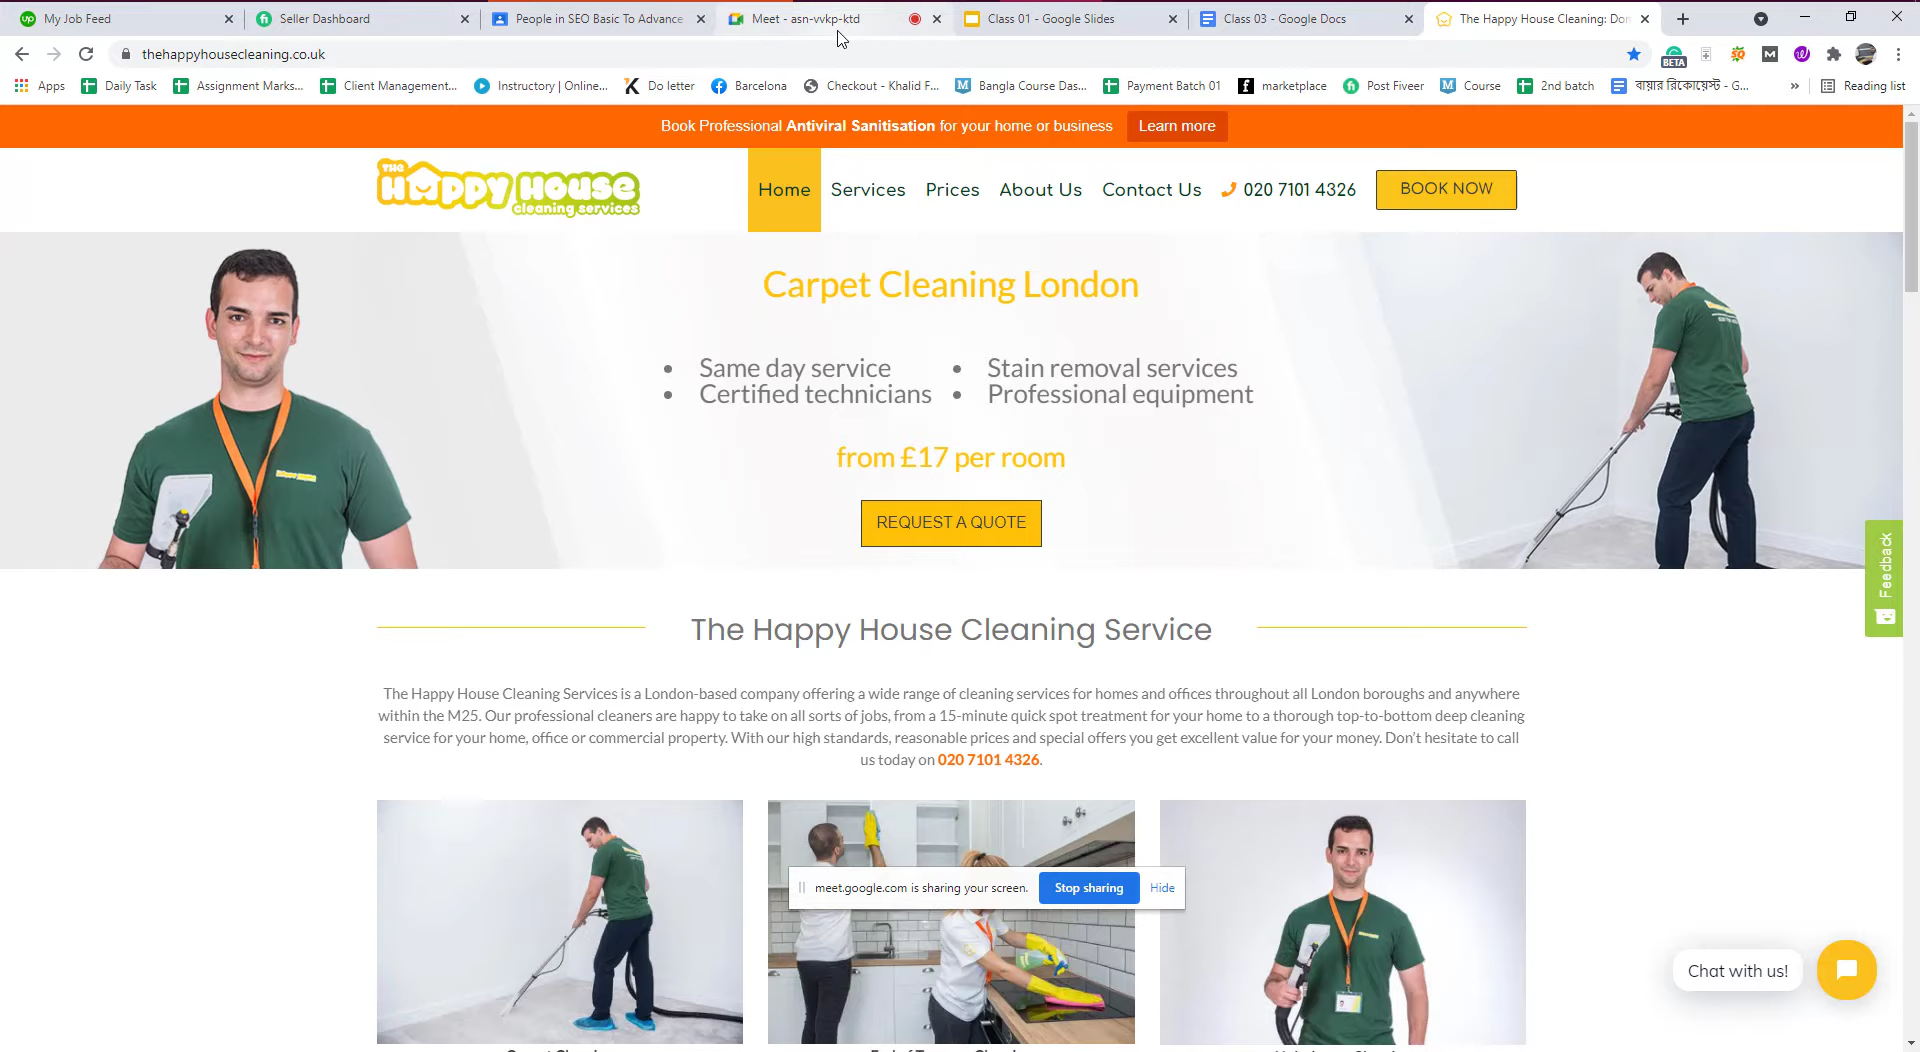 My Job Feed
Seller Dashboard
People in SEO Basic To Advance
Meet - asn-vvkp-ktd
Class 01 - Google Slides
Class 03 - Google Docs
The Happy House Cleaning: Don
thehappyhousecleaning.co.uk
BETA
Apps
Daily Task
Assignment Marks...
Client Management...
Instructory | Online...
Do letter
Barcelona
Checkout - Khalid F...
Bangla Course Das...
Payment Batch 01
marketplace
Post Fiveer
Course
2nd batch
বায়ার রিকোয়েস্ট - G...
Reading list
Book Professional Antiviral Sanitisation for your home or business
Learn more
THE
HAPPY HOUSE
cleaning services
Home
Services
Prices
About Us
Contact Us
020 7101 4326
BOOK NOW
Carpet Cleaning London
Same day service
Stain removal services
Certified technicians
Professional equipment
from £17 per room
REQUEST A QUOTE
Feedback
The Happy House Cleaning Service
The Happy House Cleaning Services is a London-based company offering a wide range of cleaning services for homes and offices throughout all London boroughs and anywhere
within the M25. Our professional cleaners are happy to take on all sorts of jobs, from a 15-minute quick spot treatment for your home to a thorough top-to-bottom deep cleaning
service for your home, office or commercial property. With our high standards, reasonable prices and special offers you get excellent value for your money. Don't hesitate to call
us today on 020 7101 4326.
meet.google.com is sharing your screen.
Stop sharing
Hide
Chat with us!